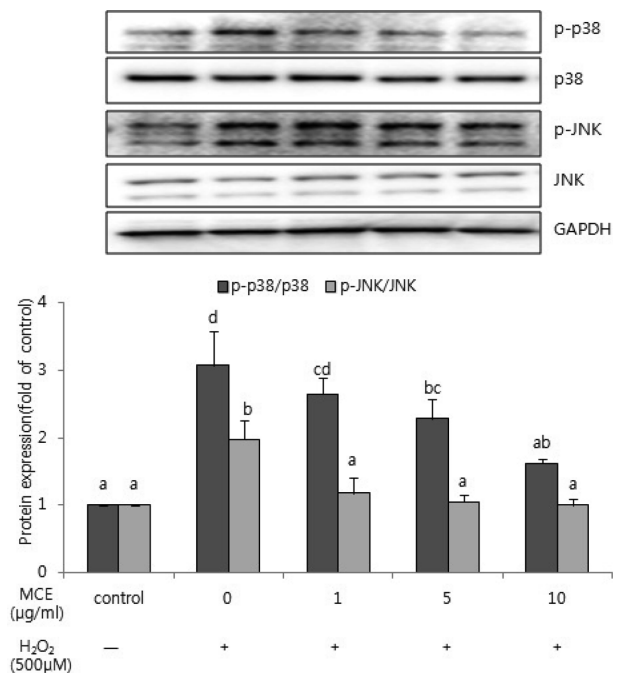 p-p38
p38
p-JNK
JNK
GAPDH
p-p38/p38 p-JNK/JNK
Protein expression(fold of control)
4
3
2
1
0
a a d b cd a bc a ab a
MCE (μg/ml) control 0 1 5 10
H₂O₂ (500μM) — + + + +